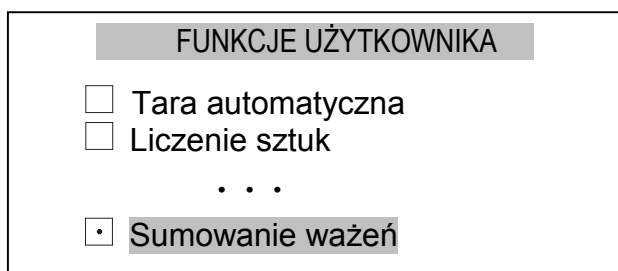 FUNKCJE UŻYTKOWNIKA
Tara automatyczna
Liczenie sztuk
. . .
Sumowanie ważeń